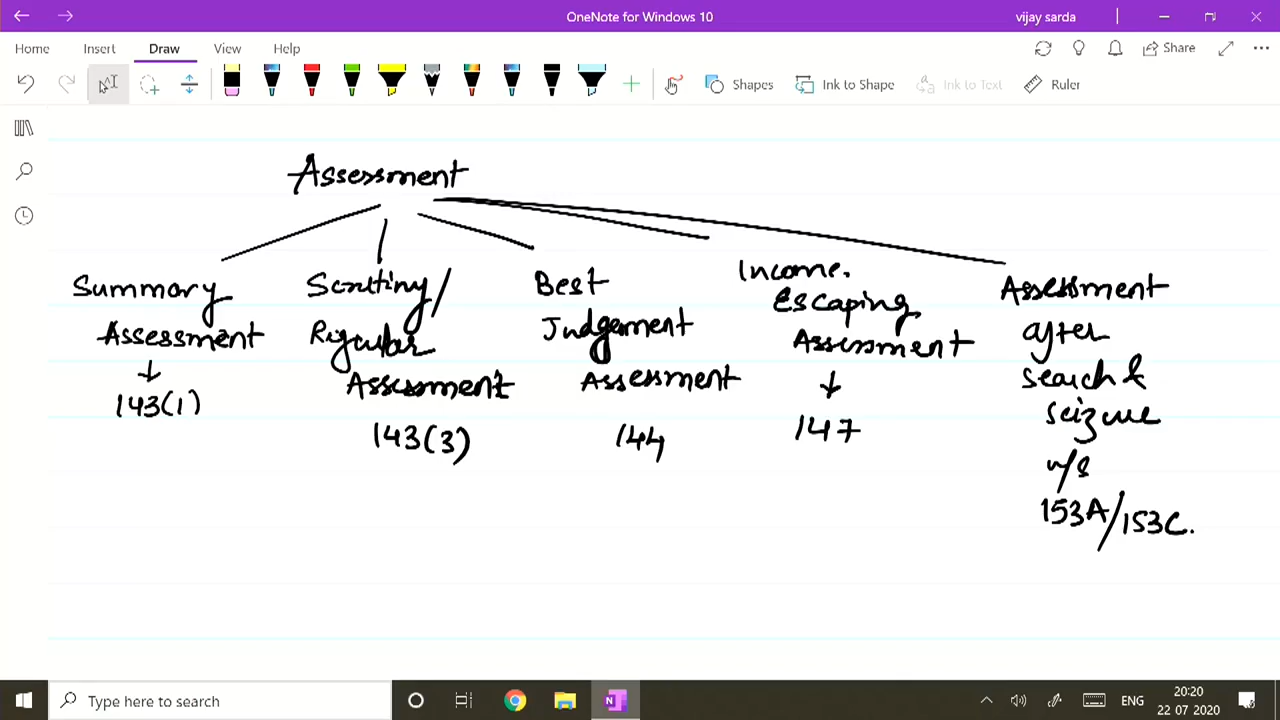 OneNote for Windows 10
vijay sarda
Home Insert Draw View Help
Share
Shapes
Ink to Shape
Ink to Text
Ruler
Assessment
Summary
Assessment
143(1)
Scrutiny/
Rigular
Assessment
143(3)
Best
Judgement
Assessment
144
Income.
Escaping
Assessment
147
Assessment
after
search &
seizure
u/s
153A/153C.
Type here to search
ENG
20:20
22-07-2020
3